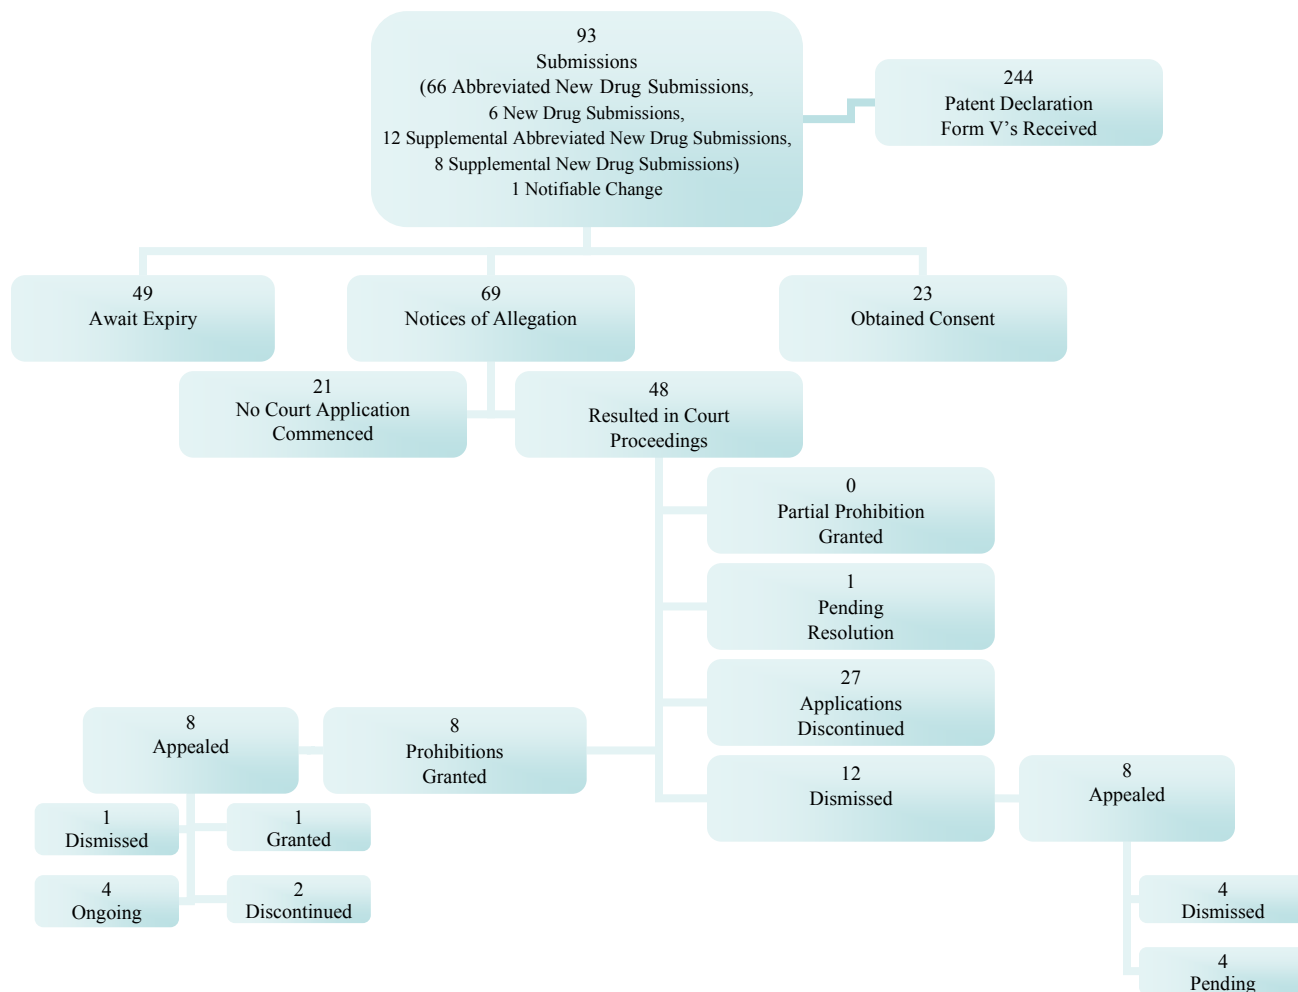 93
Submissions
(66 Abbreviated New Drug Submissions,
6 New Drug Submissions,
12 Supplemental Abbreviated New Drug Submissions,
8 Supplemental New Drug Submissions)
1 Notifiable Change
244
Patent Declaration
Form V’s Received
49
Await Expiry
69
Notices of Allegation
23
Obtained Consent
21
No Court Application
Commenced
48
Resulted in Court
Proceedings
0
Partial Prohibition
Granted
1
Pending
Resolution
27
Applications
Discontinued
8
Appealed
8
Prohibitions
Granted
12
Dismissed
8
Appealed
1
Dismissed
1
Granted
4
Ongoing
2
Discontinued
4
Dismissed
4
Pending